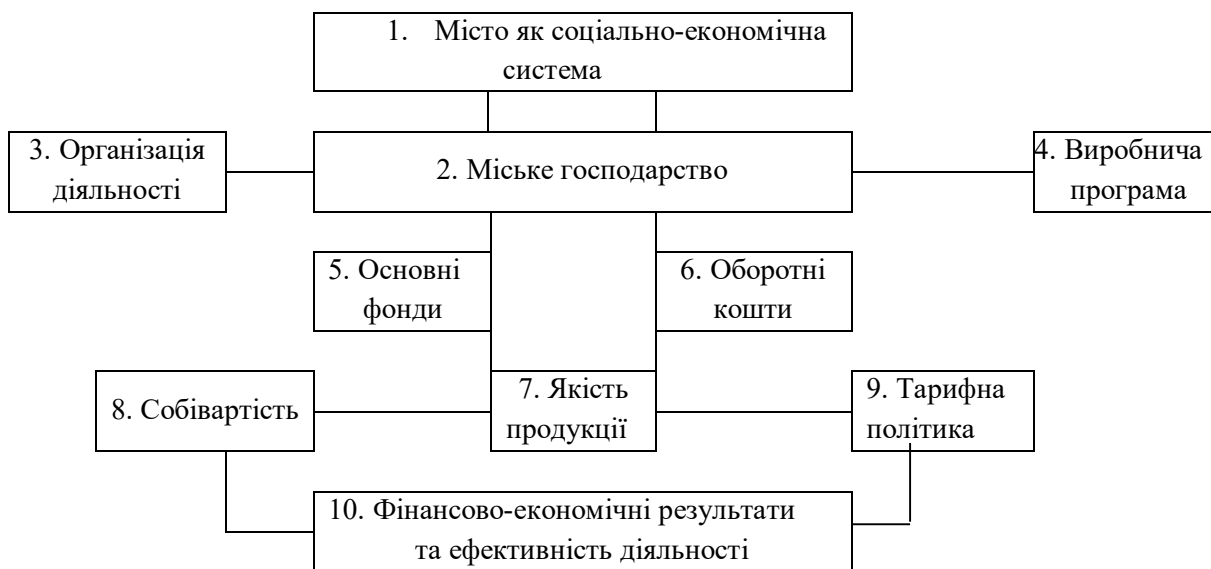 1. Місто як соціально-економічна
система
3. Організація
діяльності
2. Міське господарство
4. Виробнича
програма
5. Основні
фонди
6. Оборотні
кошти
8. Собівартість
7. Якість
продукції
9. Тарифна
політика
10. Фінансово-економічні результати
та ефективність діяльності